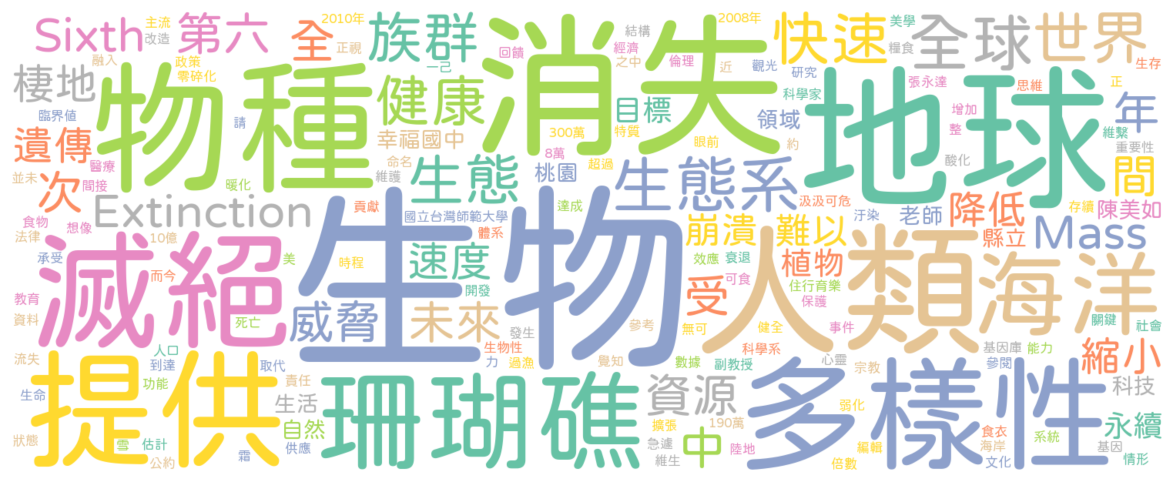 Sixth 第六 全 族群 消失 快速 全球 世界
主流 改造 2010年 正視 政策 融入 零碎化 一己 回饋 結構 之中 經濟 倫理 2008年 近 觀光 美學 糧食 研究 生存 正
棲地 物種 健康 目標 科學家 張永達 思維 領域 增加 整 年 維繫
臨界值 遺傳 醫療 並未 次 間接 暖化 請 幸福國中 300萬 特質 8萬 超過 眼前 約 地球 重要性 酸化 間
命名 維護 生態 桃園 生態系 汲汲可危 存續
食物 想像 Extinction 貢獻 國立台灣師範大學 達成 汙染 老師 降低 陳美如
法律 10億 承受 滅絕 而今 美 時程 體系 生物 崩潰 難以 縣立 Mass
速度 開發 效應 衰退 植物 人類 海洋
教育 資料 死亡 威脅 未來 發生 受 可食 住行育樂 保護
參考 無可 健全 事件 關鍵 社會
流失 人口 到達 取代 生物性 力 過漁 覺知 數據 副教授 科學系 心靈 宗教 基因庫 能力 參閱 縮小
生命 提供 功能 責任 生活 珊瑚礁 資源 190萬 弱化 多樣性 科技
狀態 雪 估計 公約 自然 供應 霜 擴張 急遽 維生 中 陸地 編輯 倍數 食衣 海岸 文化 系統 基因 永續 情形